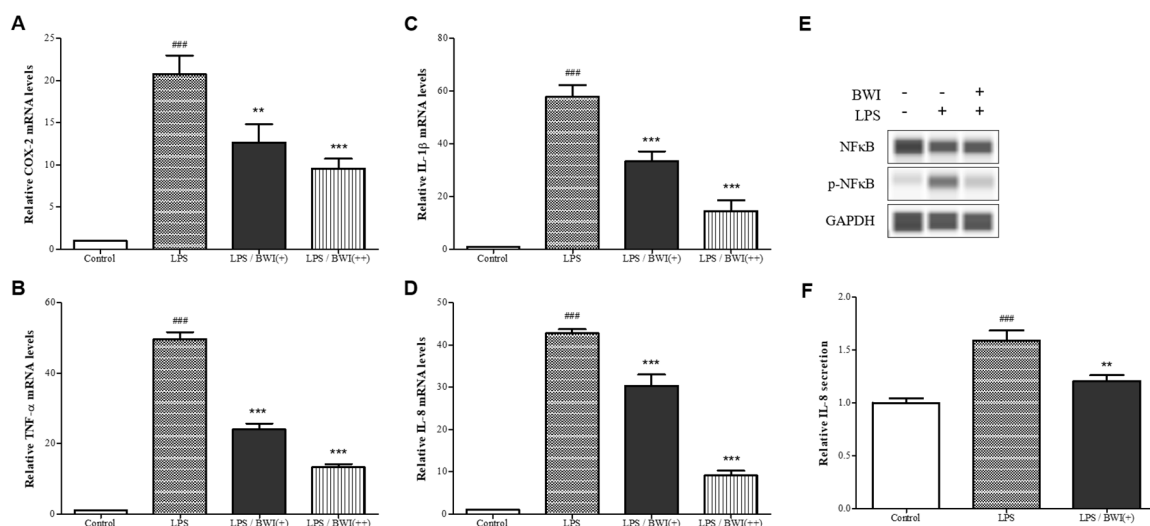 A
Relative COX-2 mRNA levels
25
20
15
10
5
0
###
**
***
Control
LPS
LPS / BWI(+)
LPS / BWI(++)
B
Relative TNF-α mRNA levels
60
40
20
0
###
***
***
Control
LPS
LPS / BWI(+)
LPS / BWI(++)
C
Relative IL-1β mRNA levels
80
60
40
20
0
###
***
***
Control
LPS
LPS / BWI(+)
LPS / BWI(++)
D
Relative IL-8 mRNA levels
50
40
30
20
10
0
###
***
***
Control
LPS
LPS / BWI(+)
LPS / BWI(++)
E
BWI - - +
LPS - + +
NFκB
p-NFκB
GAPDH
F
Relative IL-8 secretion
2.0
1.5
1.0
0.5
0.0
###
**
Control
LPS
LPS / BWI(+)